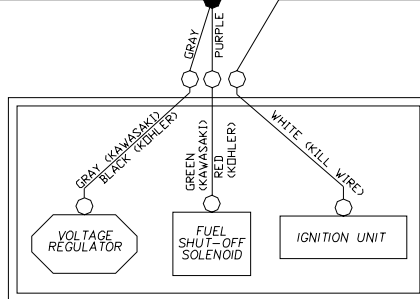 GRAY
PURPLE
GRAY (KAWASAKI)
BLACK (KOHLER)
GREEN
(KAWASAKI)
RED
(KOHLER)
WHITE (KILL WIRE)
VOLTAGE
REGULATOR
FUEL
SHUT-OFF
SOLENOID
IGNITION UNIT